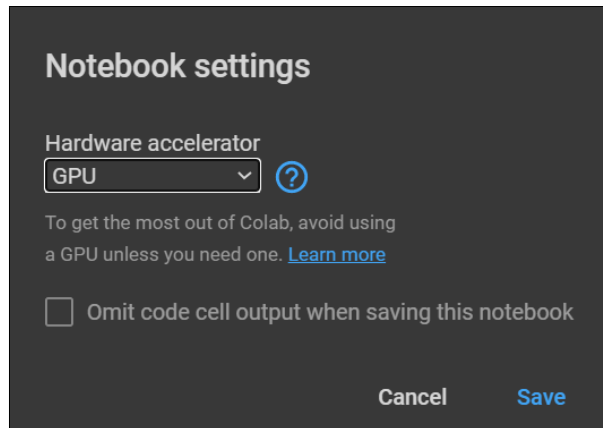 Notebook settings
Hardware accelerator
GPU
?
To get the most out of Colab, avoid using
a GPU unless you need one. Learn more
Omit code cell output when saving this notebook
Cancel Save